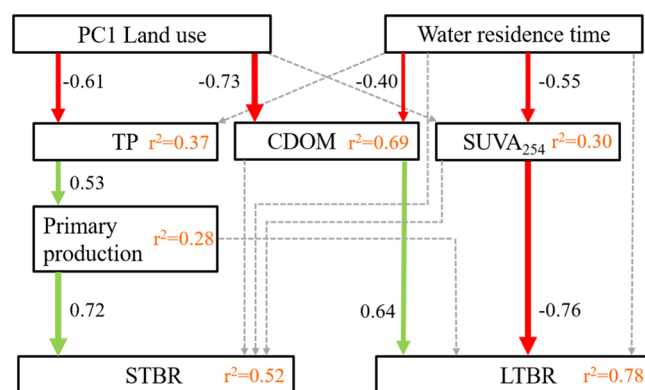 PC1 Land use
Water residence time
-0.61
-0.73
-0.40
-0.55
TP r²=0.37
CDOM r²=0.69
SUVA₂₅₄ r²=0.30
0.53
Primary
production r²=0.28
0.72
0.64
-0.76
STBR r²=0.52
LTBR r²=0.78